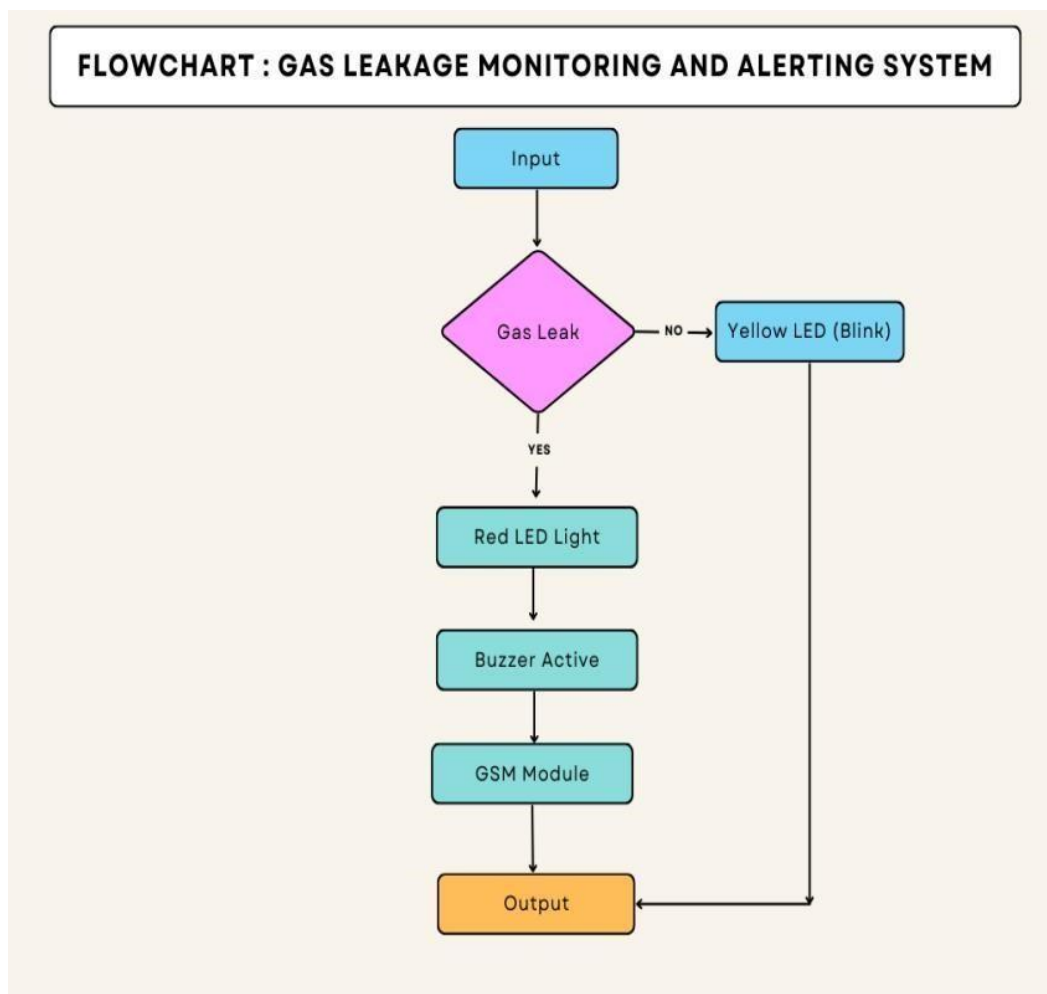 FLOWCHART : GAS LEAKAGE MONITORING AND ALERTING SYSTEM
Input
Gas Leak
NO
Yellow LED (Blink)
YES
Red LED Light
Buzzer Active
GSM Module
Output